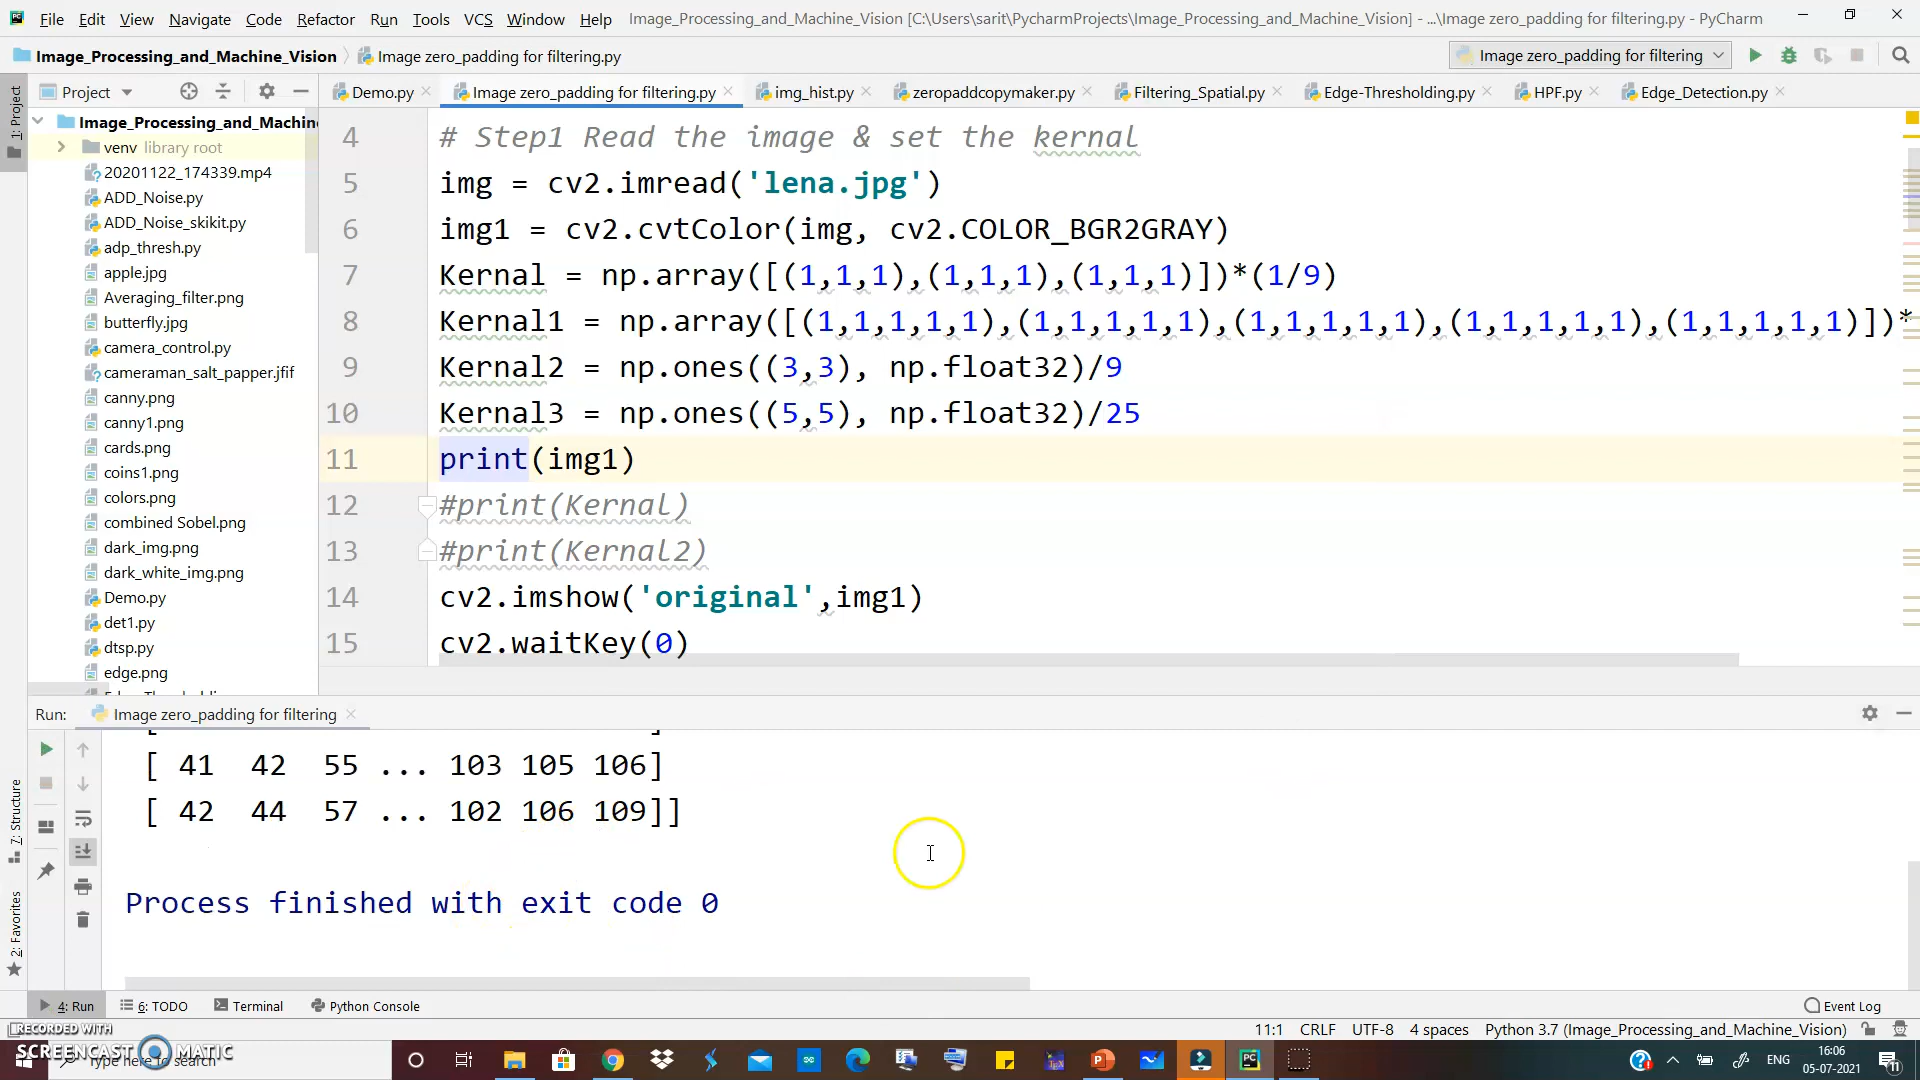 File Edit View Navigate Code Refactor Run Tools VCS Window Help Image_Processing_and_Machine_Vision [C:\Users\sarit\PycharmProjects\Image_Processing_and_Machine_Vision] - ...\Image zero_padding for filtering.py - PyCharm
Image_Processing_and_Machine_Vision Image zero_padding for filtering.py Image zero_padding for filtering
Project Demo.py Image zero_padding for filtering.py img_hist.py zeropaddcopymaker.py Filtering_Spatial.py Edge-Thresholding.py HPF.py Edge_Detection.py
1: Project
Image_Processing_and_Machin
venv library root
20201122_174339.mp4
ADD_Noise.py
ADD_Noise_skikit.py
adp_thresh.py
apple.jpg
Averaging_filter.png
butterfly.jpg
camera_control.py
cameraman_salt_papper.jfif
canny.png
canny1.png
cards.png
coins1.png
colors.png
combined Sobel.png
dark_img.png
dark_white_img.png
Demo.py
det1.py
dtsp.py
edge.png
4 # Step1 Read the image & set the kernal
5 img = cv2.imread('lena.jpg')
6 img1 = cv2.cvtColor(img, cv2.COLOR_BGR2GRAY)
7 Kernal = np.array([(1,1,1),(1,1,1),(1,1,1)])*(1/9)
8 Kernal1 = np.array([(1,1,1,1,1),(1,1,1,1,1),(1,1,1,1,1),(1,1,1,1,1),(1,1,1,1,1)])*
9 Kernal2 = np.ones((3,3), np.float32)/9
10 Kernal3 = np.ones((5,5), np.float32)/25
11 print(img1)
12 #print(Kernal)
13 #print(Kernal2)
14 cv2.imshow('original',img1)
15 cv2.waitKey(0)
Run: Image zero_padding for filtering
[ 41 42 55 ... 103 105 106]
[ 42 44 57 ... 102 106 109]]
Process finished with exit code 0
7: Structure
2: Favorites
4: Run 6: TODO Terminal Python Console Event Log
11:1 CRLF UTF-8 4 spaces Python 3.7 (Image_Processing_and_Machine_Vision)
RECORDED WITH
SCREENCAST MATIC
Type here to search
ENG 16:06
05-07-2021
11